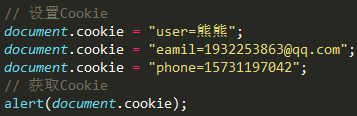 // 设置Cookie
document.cookie = "user=熊熊";
document.cookie = "eamil=1932253863@qq.com";
document.cookie = "phone=15731197042";
// 获取Cookie
alert(document.cookie);